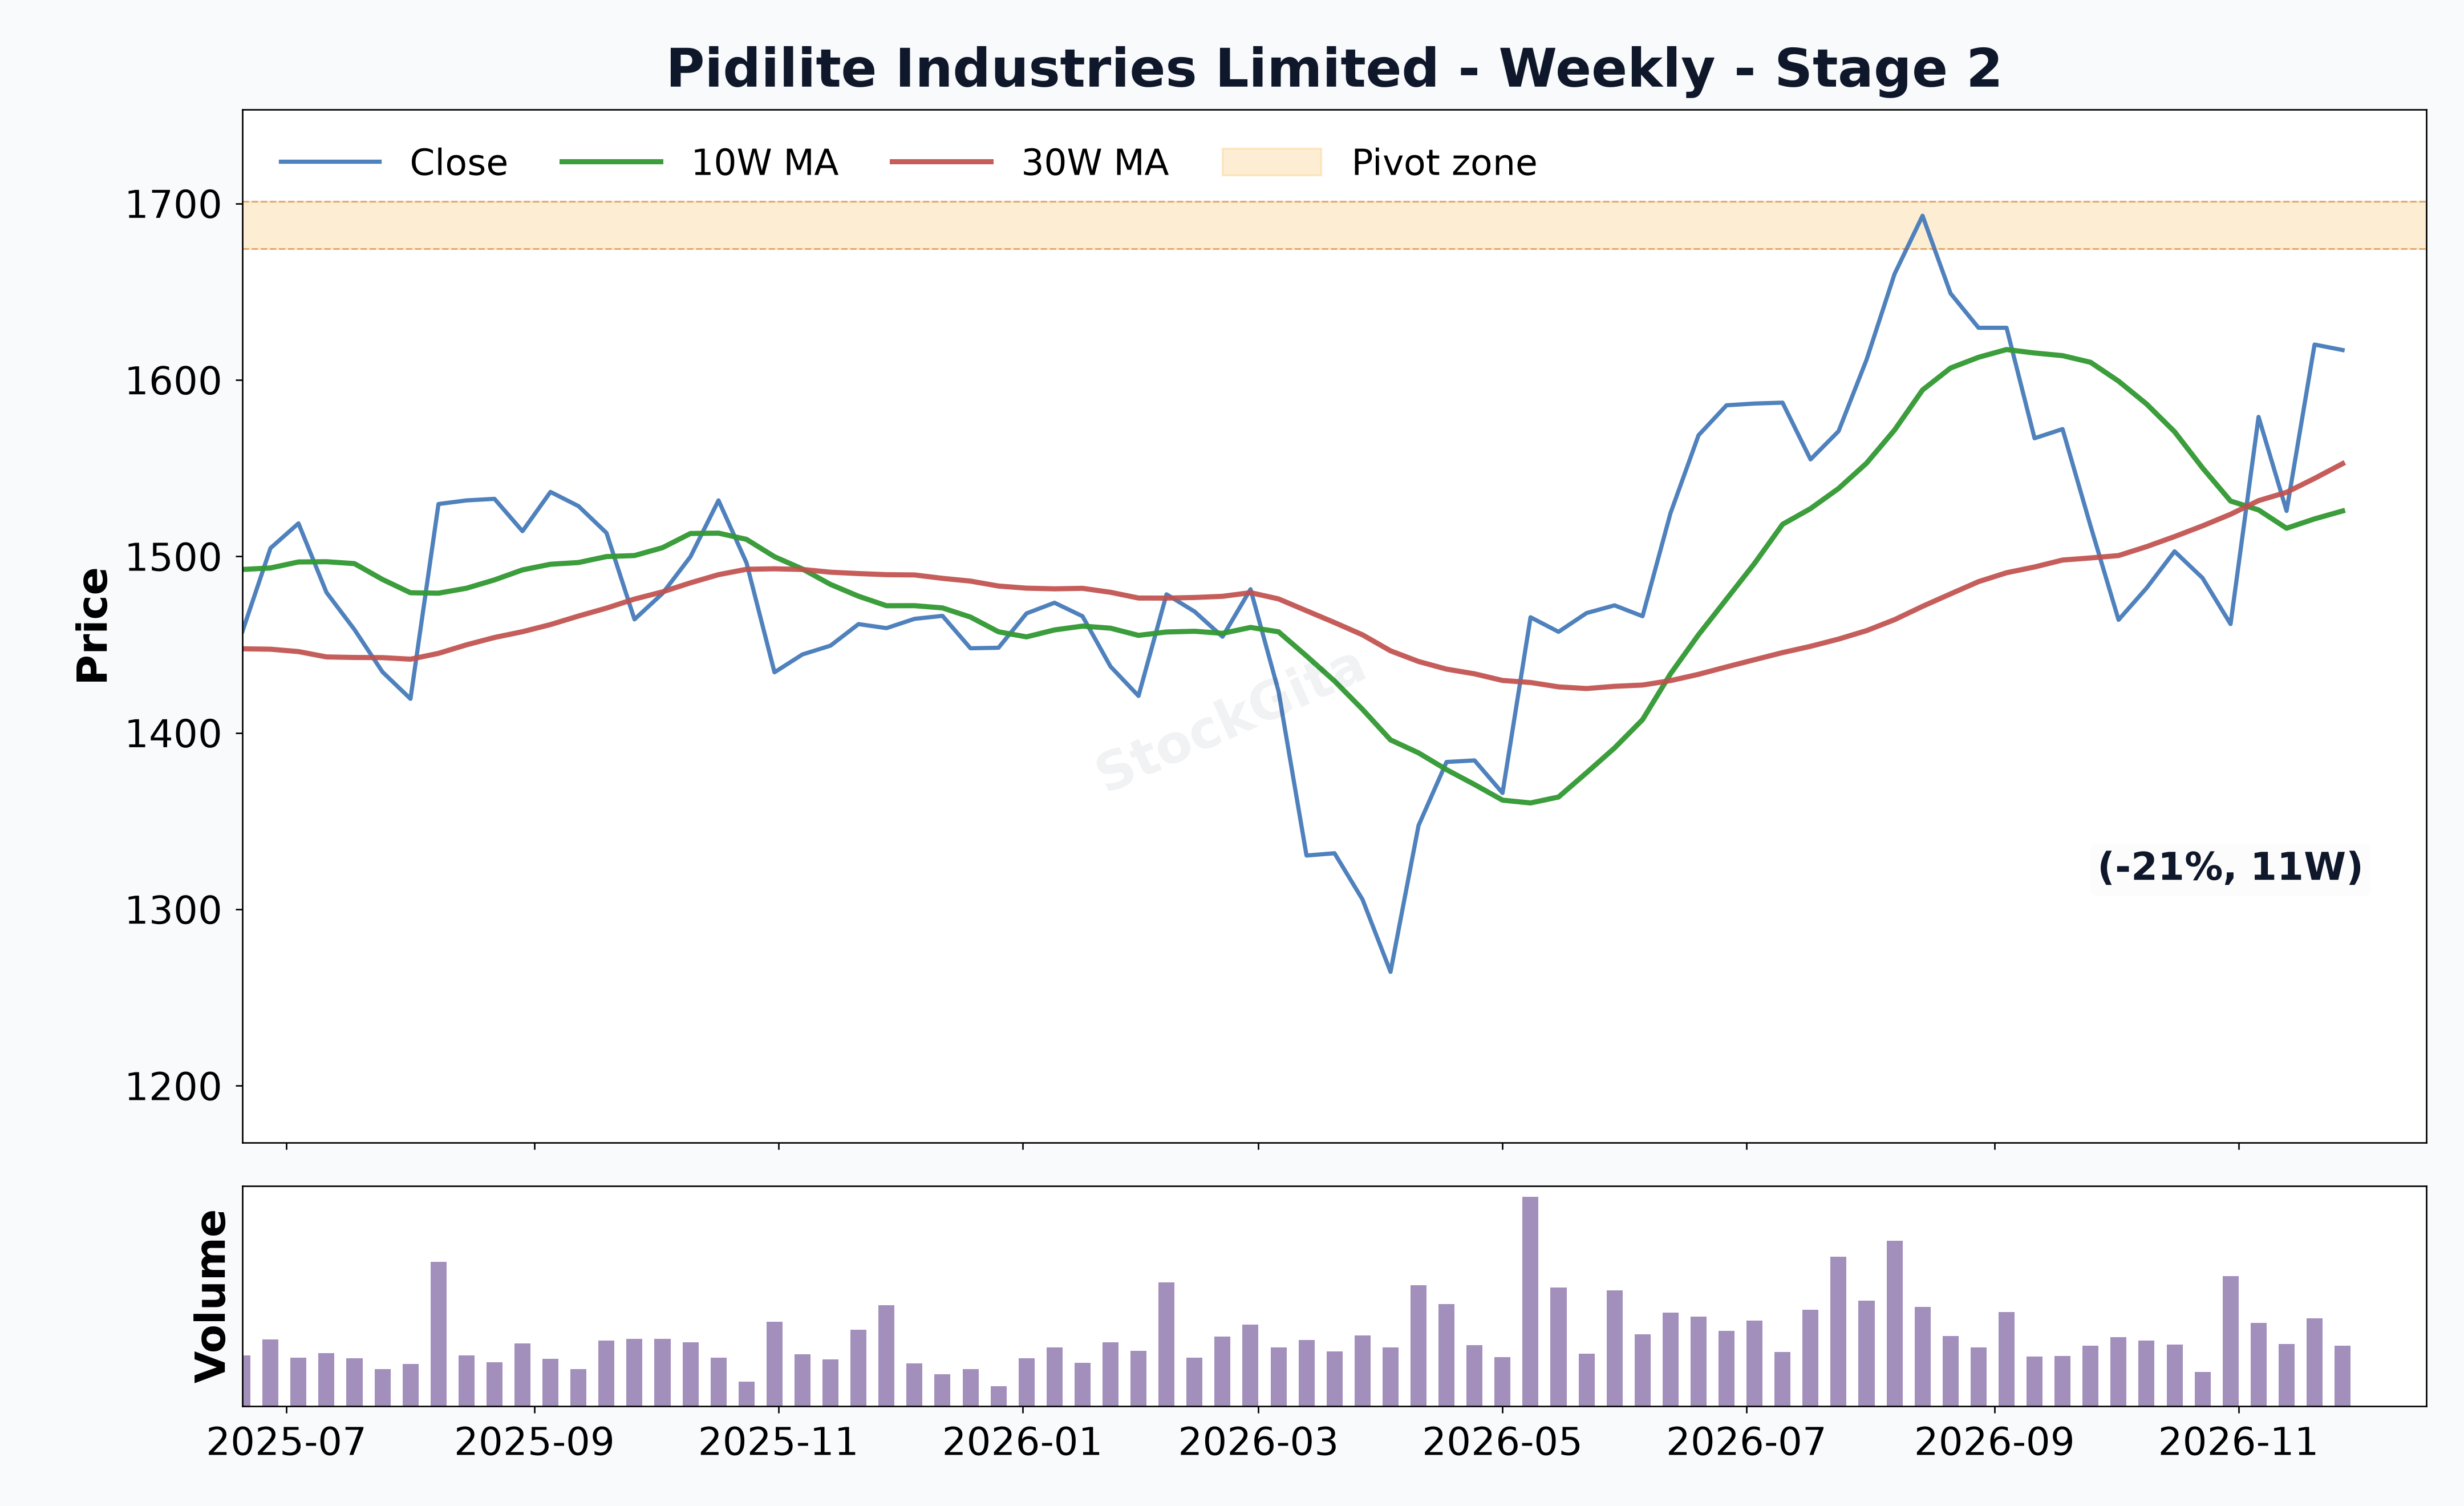 Pidilite Industries Limited - Weekly - Stage 2
Close 10W MA 30W MA Pivot zone
Price
1700
1600
1500
1400
1300
1200
StockGita
(-21%, 11W)
Volume
2025-07 2025-09 2025-11 2026-01 2026-03 2026-05 2026-07 2026-09 2026-11